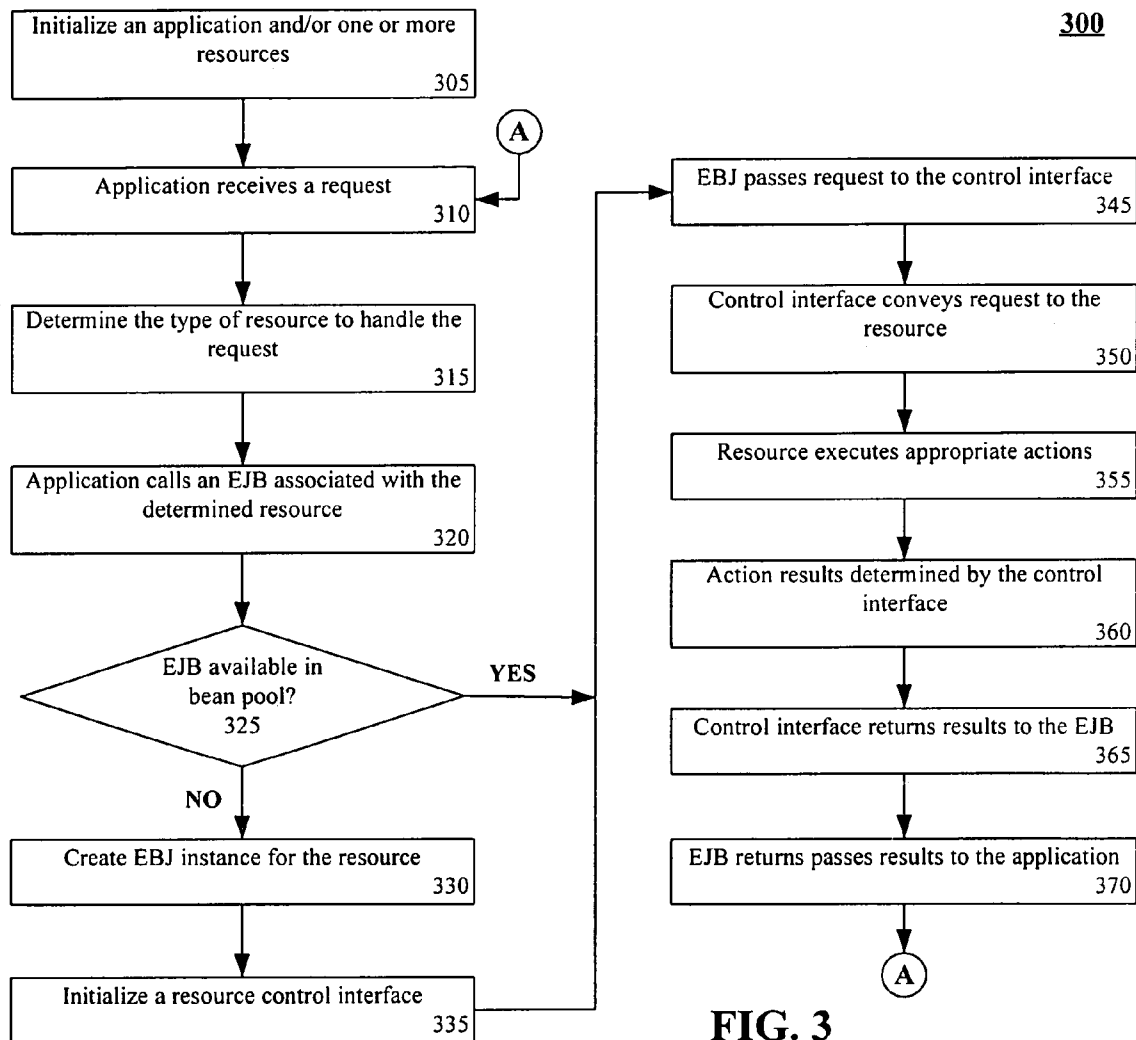 300
Initialize an application and/or one or more
resources
305
A
Application receives a request
310
Determine the type of resource to handle the
request
315
Application calls an EJB associated with the
determined resource
320
EJB available in
bean pool?
325
YES
NO
Create EBJ instance for the resource
330
Initialize a resource control interface
335
EBJ passes request to the control interface
345
Control interface conveys request to the
resource
350
Resource executes appropriate actions
355
Action results determined by the control
interface
360
Control interface returns results to the EJB
365
EJB returns passes results to the application
370
A
FIG. 3